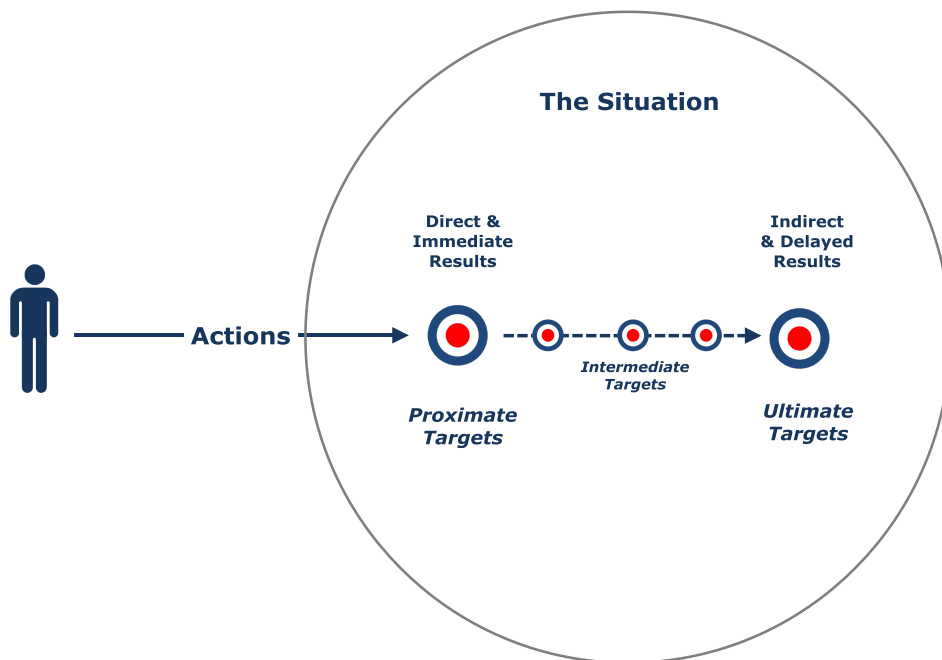 The Situation
Direct &
Immediate
Results
Indirect
& Delayed
Results
Actions
Intermediate
Targets
Proximate
Targets
Ultimate
Targets